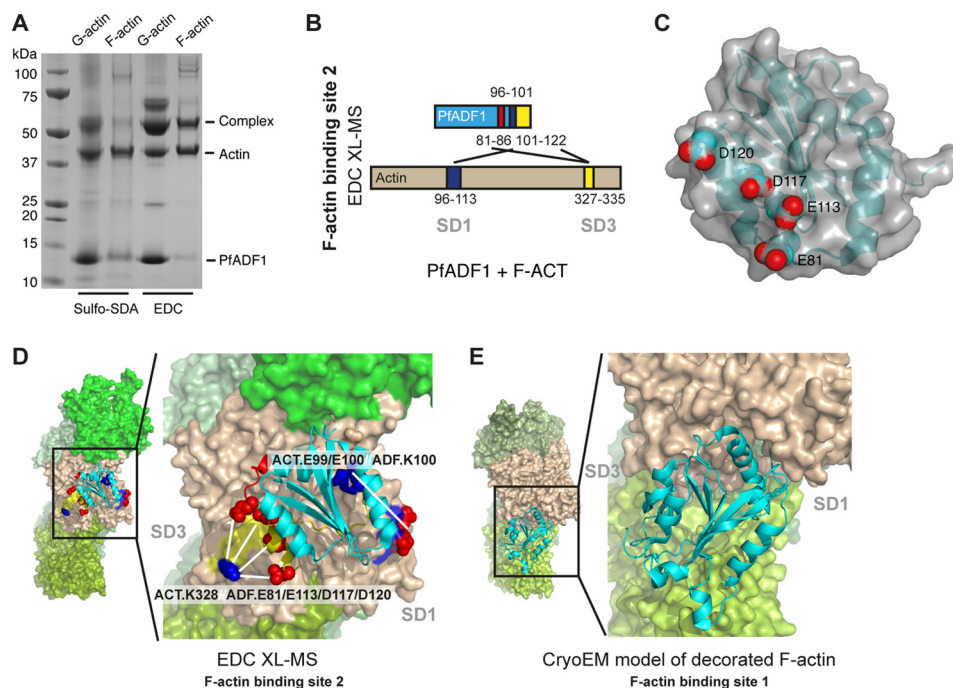 A
G-actin
F-actin
G-actin
F-actin
kDa
100
75
50
37
25
20
15
10
Complex
Actin
PfADF1
Sulfo-SDA EDC
B
F-actin binding site 2
EDC XL-MS
96-101
PfADF1
81-86 101-122
Actin
96-113 327-335
SD1 SD3
PfADF1 + F-ACT
C
D120
D117
E113
E81
D
ACT.E99/E100 ADF.K100
SD3
ACT.K328 ADF.E81/E113/D117/D120
SD1
EDC XL-MS
F-actin binding site 2
E
SD3
SD1
CryoEM model of decorated F-actin
F-actin binding site 1